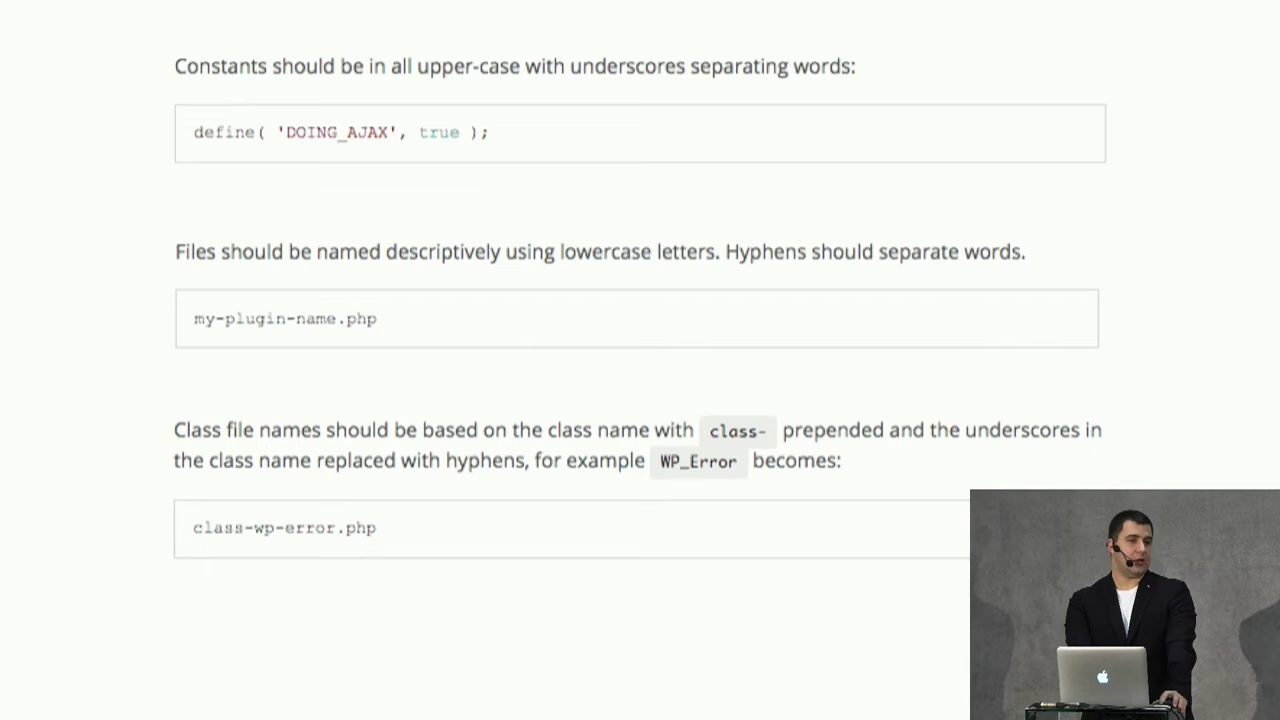 Constants should be in all upper-case with underscores separating words:
define( 'DOING_AJAX', true );
Files should be named descriptively using lowercase letters. Hyphens should separate words.
my-plugin-name.php
Class file names should be based on the class name with class- prepended and the underscores in
the class name replaced with hyphens, for example WP_Error becomes:
class-wp-error.php